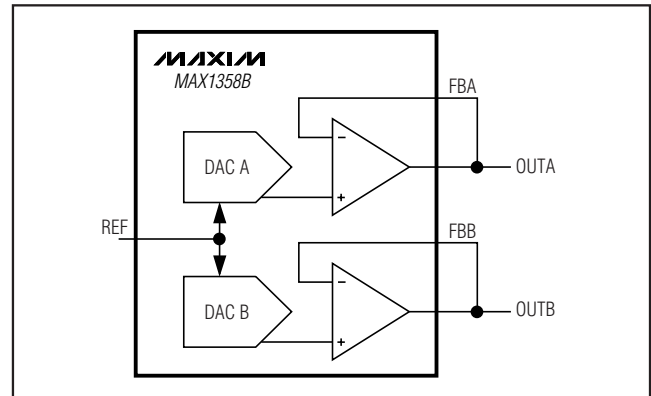 MAXIM
MAX1358B
FBA
DAC A
-
+
OUTA
REF
FBB
DAC B
-
+
OUTB